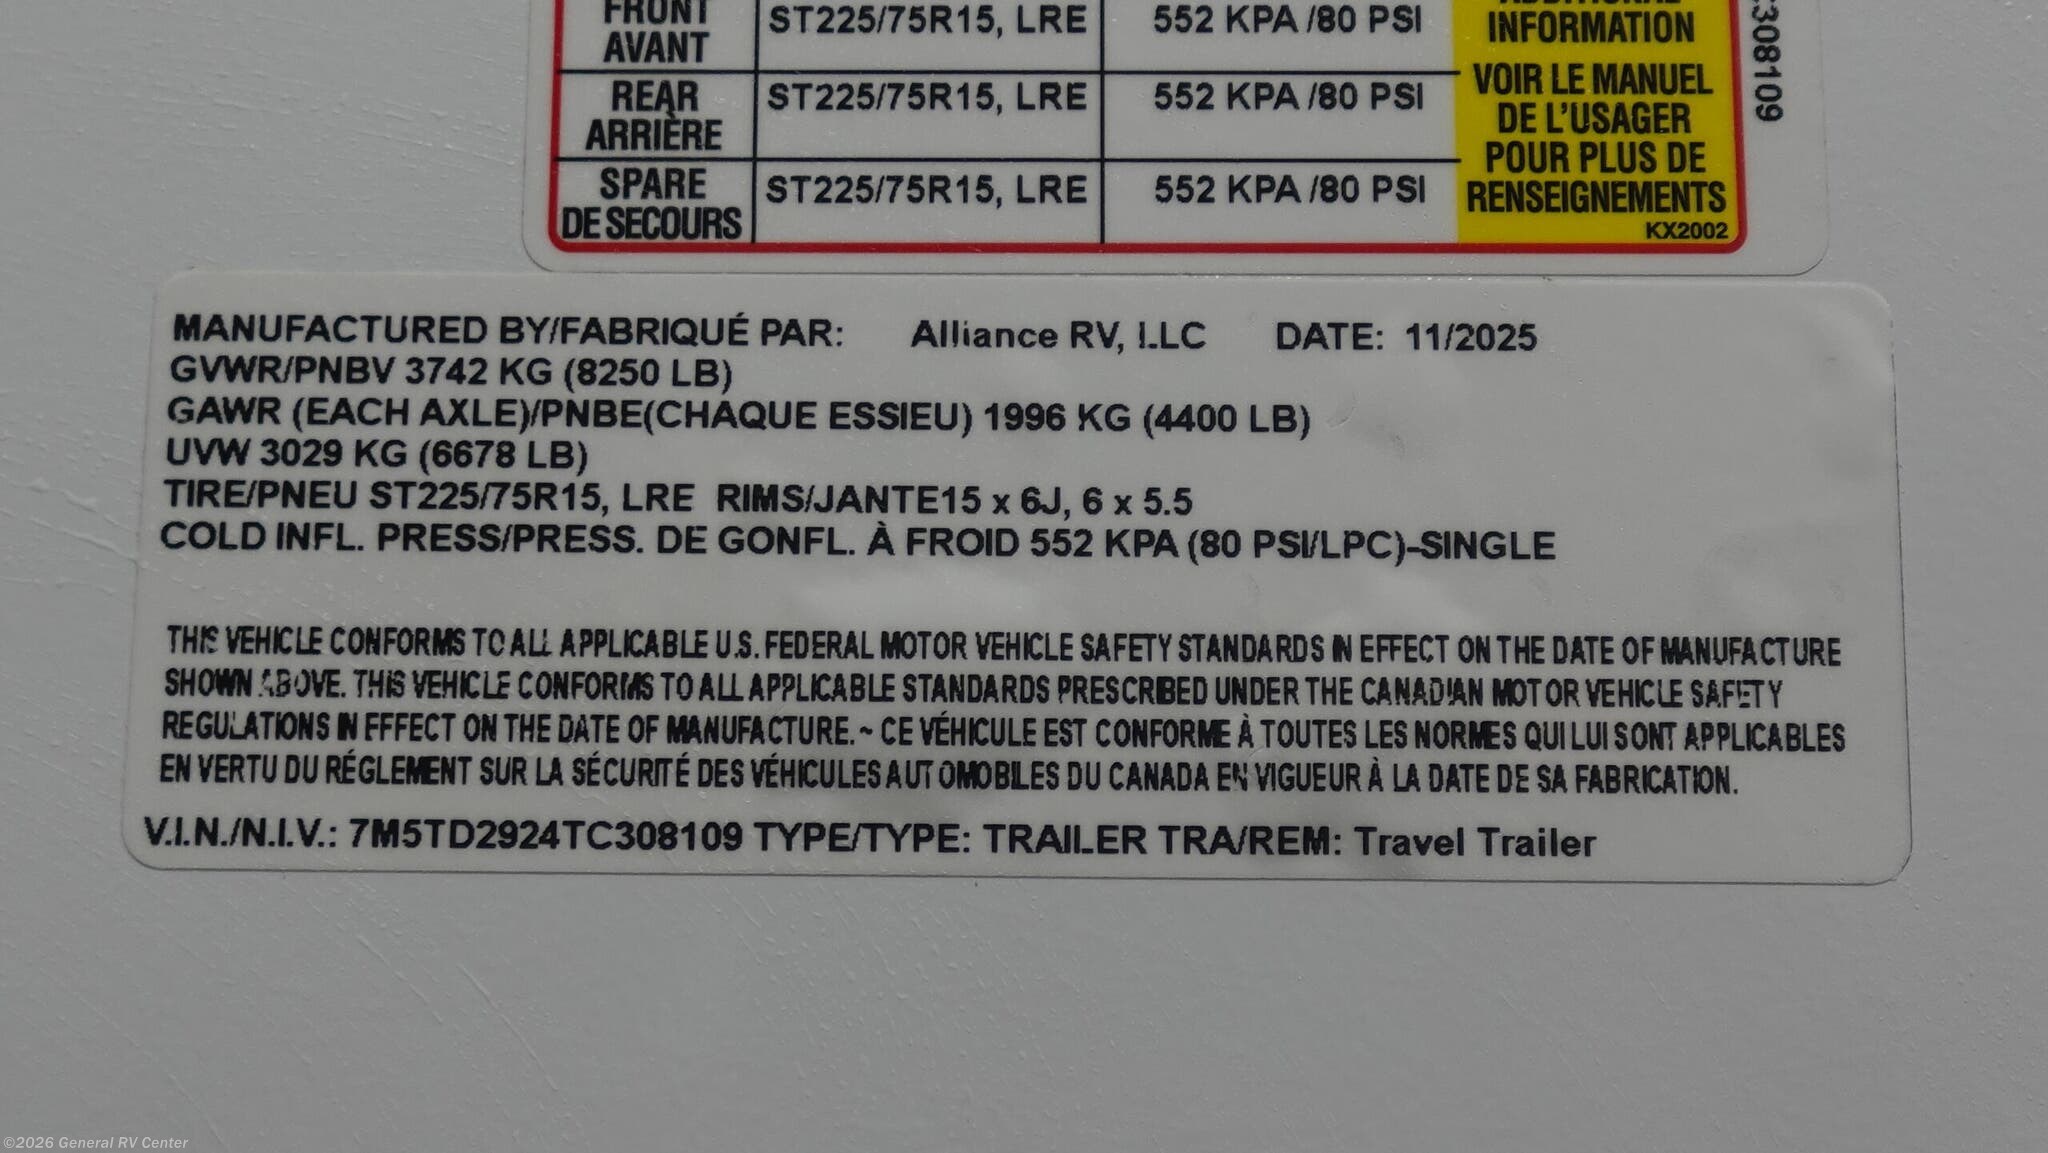 FRONT ST225/75R15, LRE 552 KPA /80 PSI
AVANT
ADDITIONAL
INFORMATION
REAR ST225/75R15, LRE 552 KPA /80 PSI
ARRIÈRE
VOIR LE MANUEL
DE L'USAGER
POUR PLUS DE
RENSEIGNEMENTS
SPARE ST225/75R15, LRE 552 KPA /80 PSI
DE SECOURS
KX2002
C308109
MANUFACTURED BY/FABRIQUÉ PAR: Alliance RV, LLC DATE: 11/2025
GVWR/PNBV 3742 KG (8250 LB)
GAWR (EACH AXLE)/PNBE(CHAQUE ESSIEU) 1996 KG (4400 LB)
UVW 3029 KG (6678 LB)
TIRE/PNEU ST225/75R15, LRE RIMS/JANTE15 x 6J, 6 x 5.5
COLD INFL. PRESS/PRESS. DE GONFL. À FROID 552 KPA (80 PSI/LPC)-SINGLE
THIS VEHICLE CONFORMS TO ALL APPLICABLE U.S. FEDERAL MOTOR VEHICLE SAFETY STANDARDS IN EFFECT ON THE DATE OF MANUFACTURE
SHOWN ABOVE. THIS VEHICLE CONFORMS TO ALL APPLICABLE STANDARDS PRESCRIBED UNDER THE CANADIAN MOTOR VEHICLE SAFETY
REGULATIONS IN EFFECT ON THE DATE OF MANUFACTURE. ~ CE VÉHICULE EST CONFORME À TOUTES LES NORMES QUI LUI SONT APPLICABLES
EN VERTU DU RÉGLEMENT SUR LA SÉCURITÉ DES VÉHICULES AUTOMOBILES DU CANADA EN VIGUEUR À LA DATE DE SA FABRICATION.
V.I.N./N.I.V.: 7M5TD2924TC308109 TYPE/TYPE: TRAILER TRA/REM: Travel Trailer
©2026 General RV Center